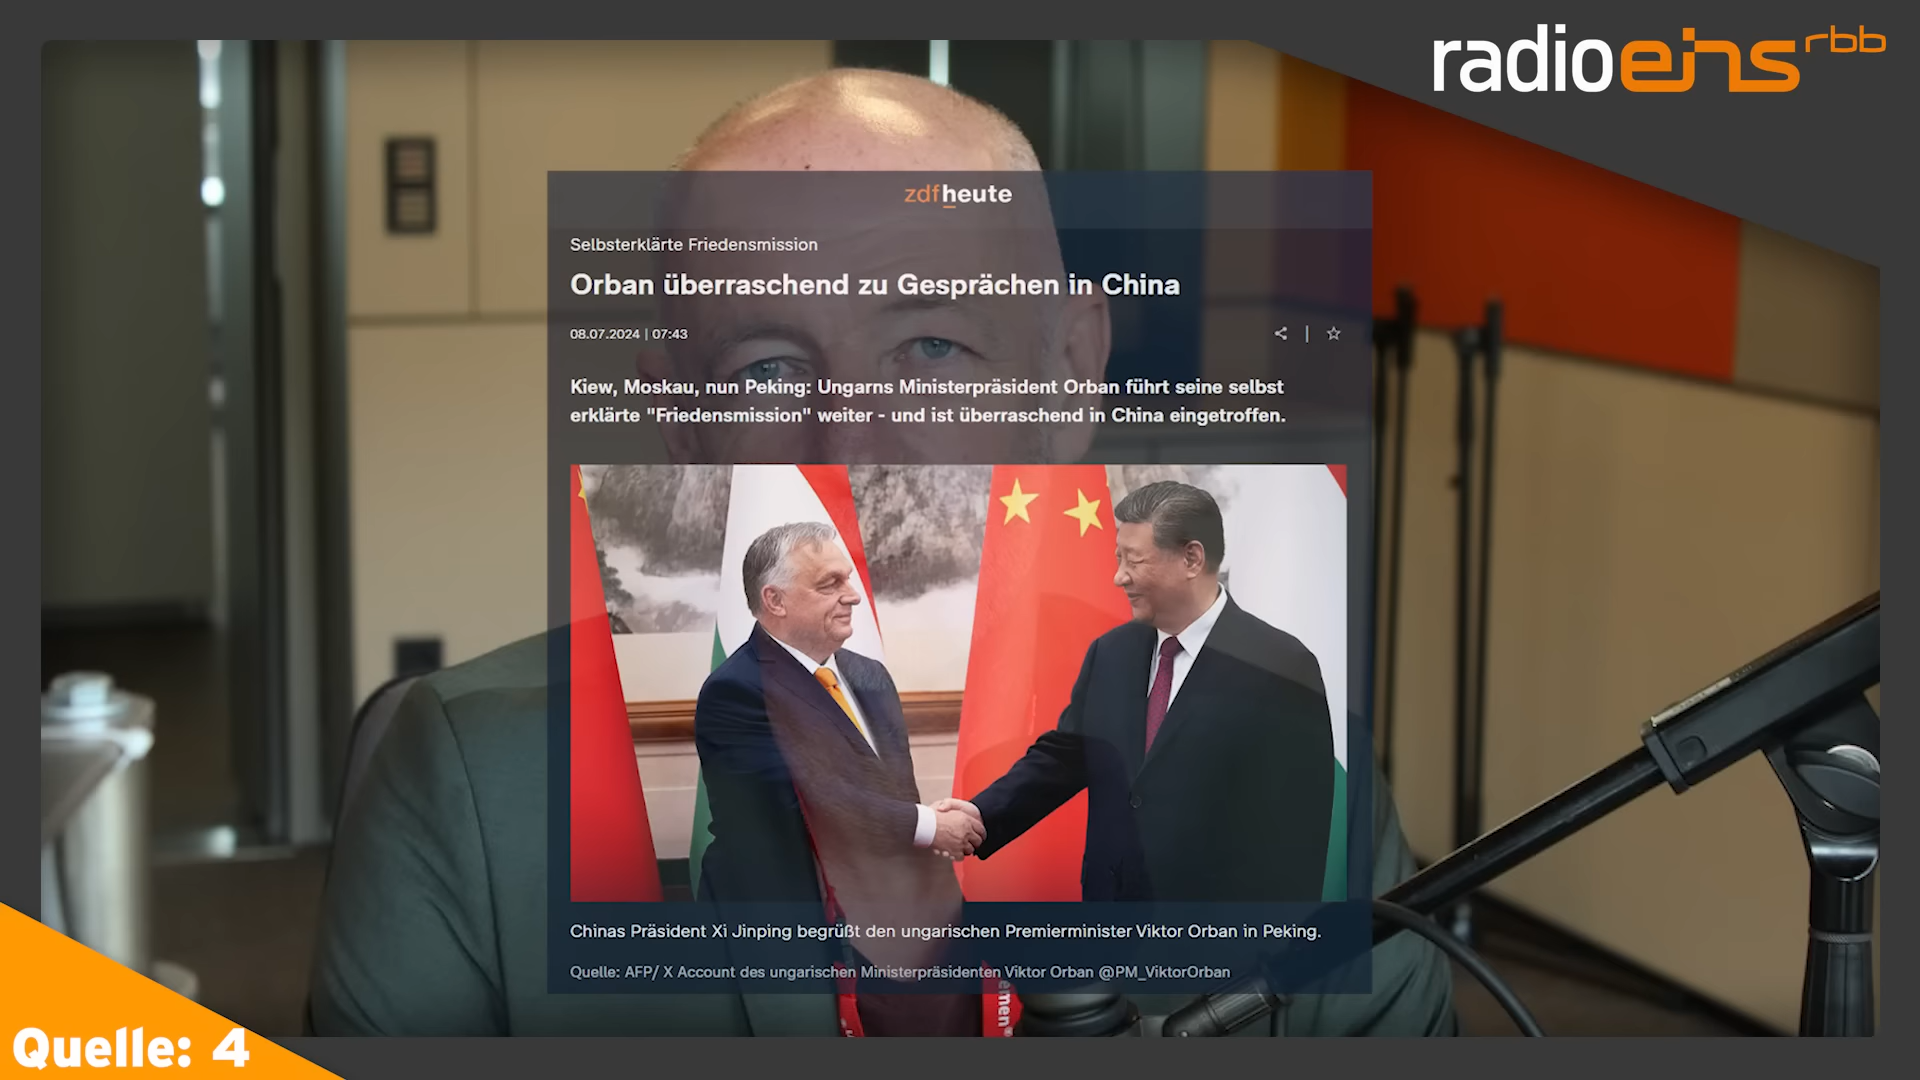 radioeins rbb
zdfheute
Selbsterklärte Friedensmission
Orban überraschend zu Gesprächen in China
08.07.2024 | 07:43
Kiew, Moskau, nun Peking: Ungarns Ministerpräsident Orban führt seine selbst
erklärte "Friedensmission" weiter - und ist überraschend in China eingetroffen.
Chinas Präsident Xi Jinping begrüßt den ungarischen Premierminister Viktor Orban in Peking.
Quelle: AFP/ X Account des ungarischen Ministerpräsidenten Viktor Orban @PM_ViktorOrban
Quelle: 4